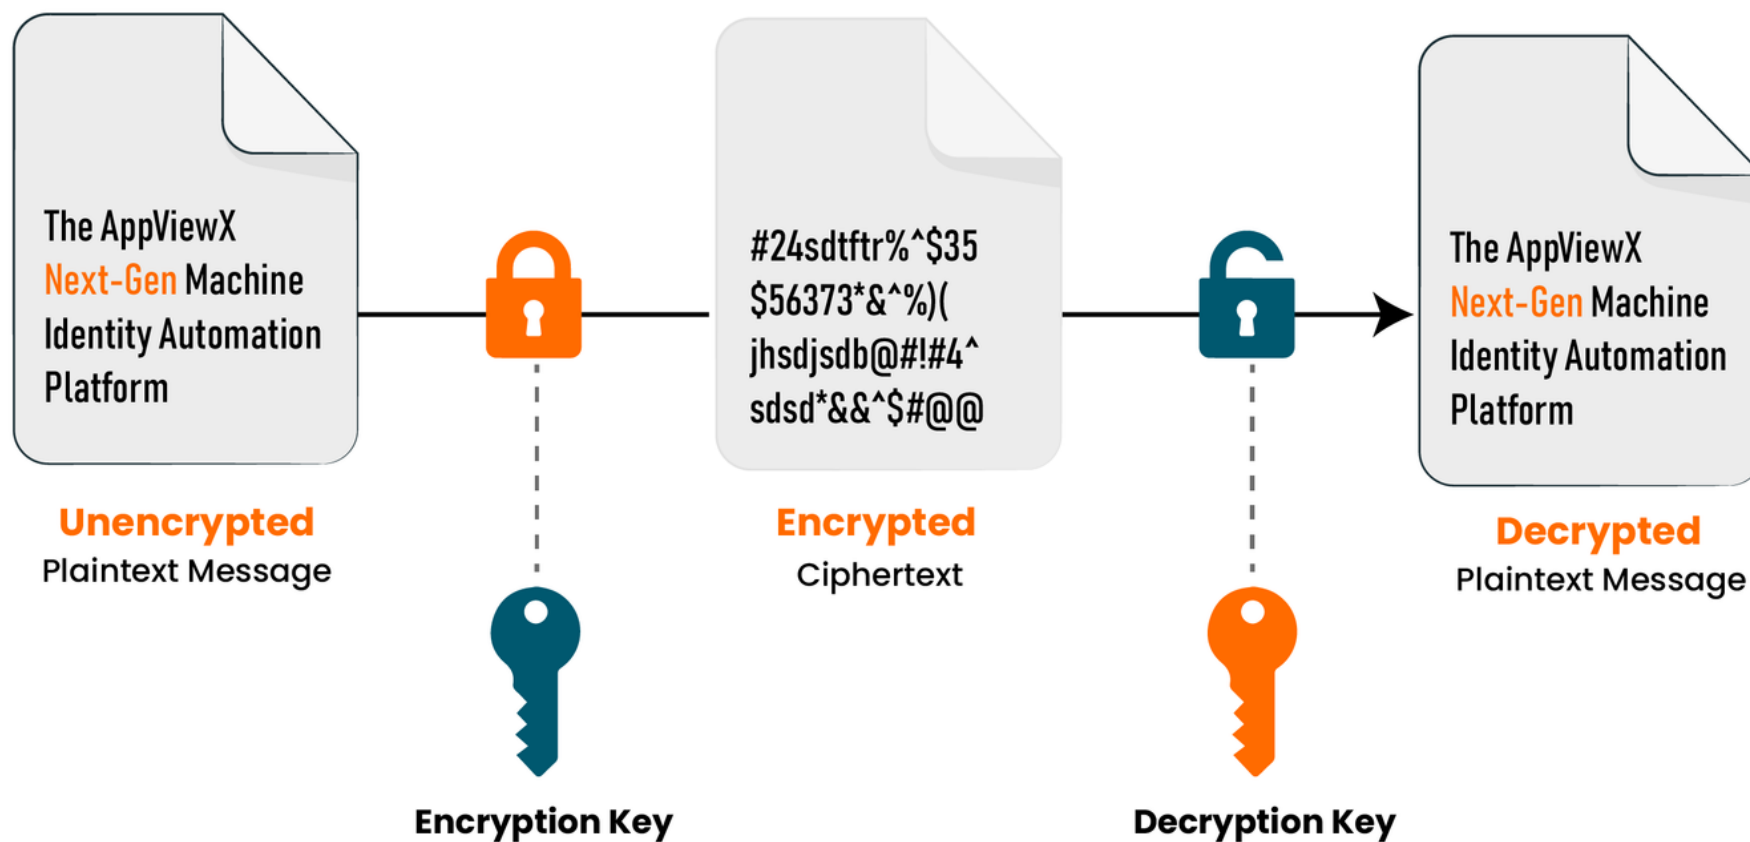 The AppViewX
Next-Gen Machine
Identity Automation
Platform
Unencrypted
Plaintext Message
Encryption Key
#24sdtftr%^$35
$56373*&^%)(
jhsdjsdb@#!#4^
sdsd*&&^$#@@
Encrypted
Ciphertext
Decryption Key
The AppViewX
Next-Gen Machine
Identity Automation
Platform
Decrypted
Plaintext Message